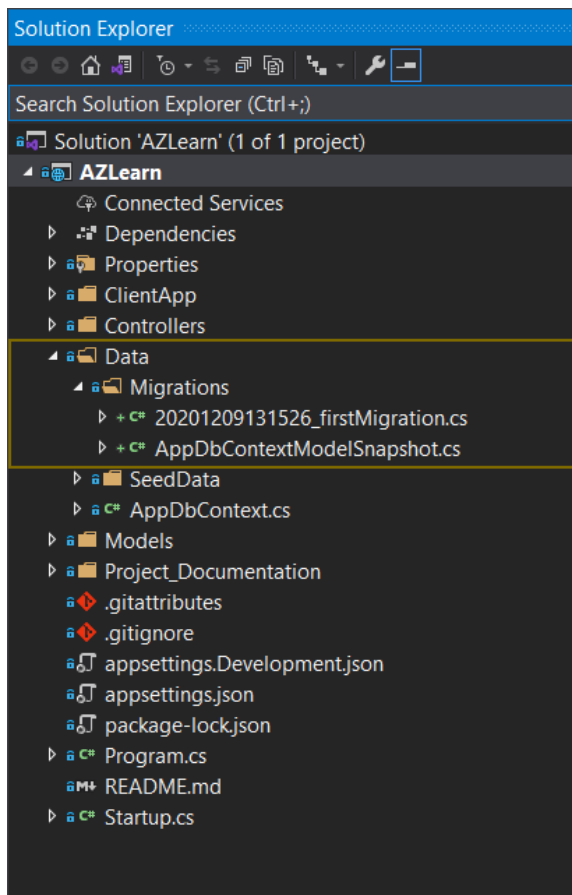 Solution Explorer
Search Solution Explorer (Ctrl+;)
Solution 'AZLearn' (1 of 1 project)
AZLearn
Connected Services
Dependencies
Properties
ClientApp
Controllers
Data
Migrations
+ C# 20201209131526_firstMigration.cs
+ C# AppDbContextModelSnapshot.cs
SeedData
C# AppDbContext.cs
Models
Project_Documentation
.gitattributes
.gitignore
appsettings.Development.json
appsettings.json
package-lock.json
C# Program.cs
M+ README.md
C# Startup.cs